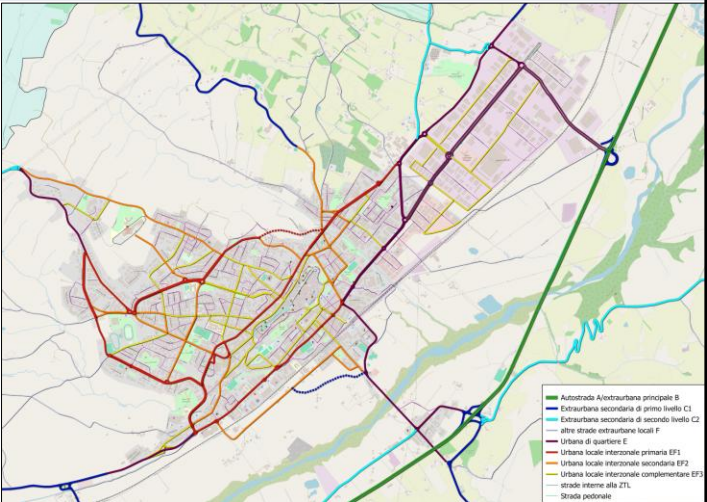 Autostrada A/extraurbana principale B
Extraurbana secondaria di primo livello C1
Extraurbana secondaria di secondo livello C2
altre strade extraurbane locali F
Urbana di quartiere E
Urbana locale interzonale primaria EF1
Urbana locale interzonale secondaria EF2
Urbana locale interzonale complementare EF3
strade interne alla ZTL
Strada pedonale